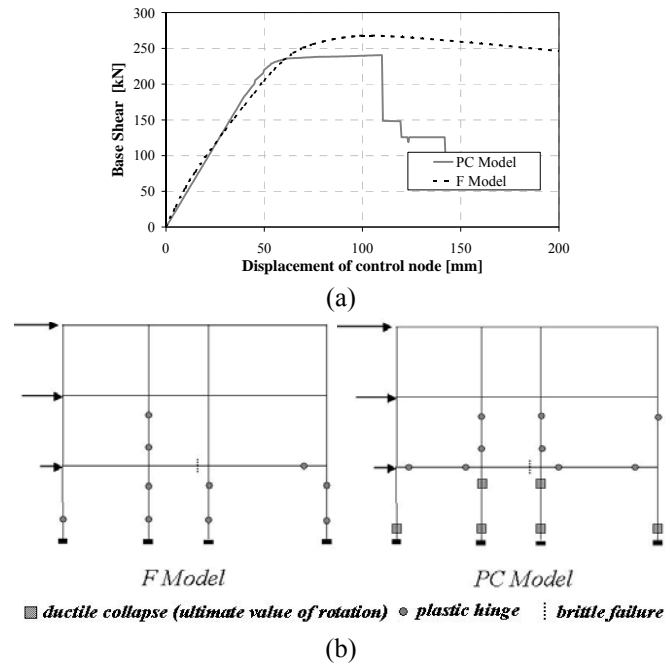 300
250
200
150
100
50
0
Base Shear [kN]
PC Model
F Model
0 50 100 150 200
Displacement of control node [mm]
(a)
F Model PC Model
ductile collapse (ultimate value of rotation) plastic hinge brittle failure
(b)